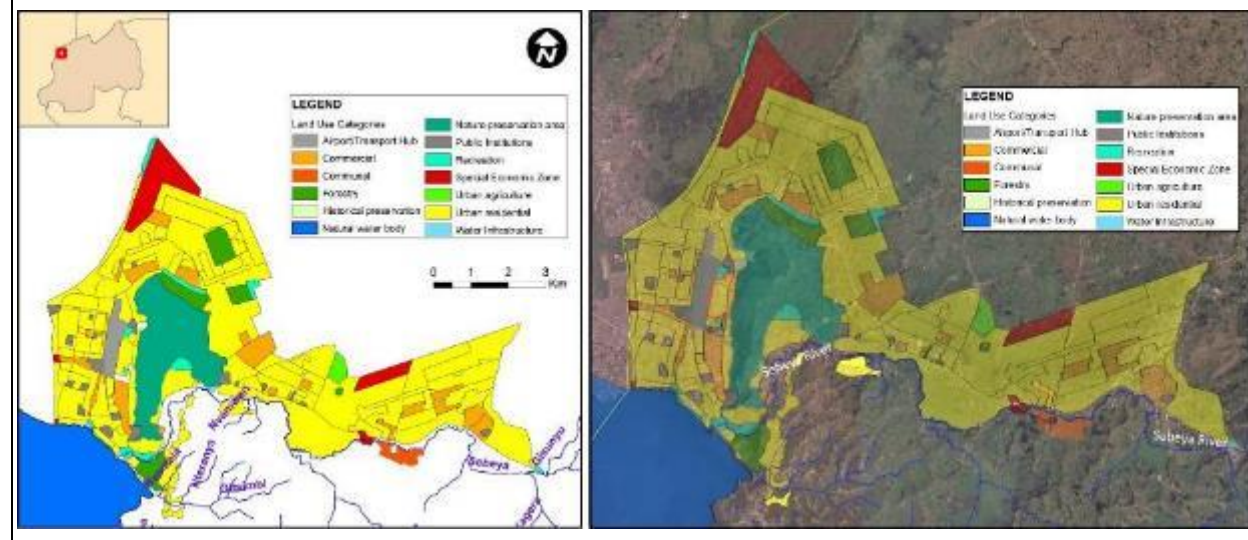 N
LEGEND
Land Use Categories
Airport/Transport Hub
Commercial
Communal
Forestry
Historical preservation
Natural water body
Nature preservation area
Public Institutions
Recreation
Special Economic Zone
Urban agriculture
Urban residential
Water Infrastructure
0 1 2 3
Km
Sebeya
LEGEND
Land Use Categories
Airport/Transport Hub
Commercial
Communal
Forestry
Historical preservation
Natural water body
Nature preservation area
Public Institutions
Recreation
Special Economic Zone
Urban agriculture
Urban residential
Water Infrastructure
Sebeya River
Sebeya River